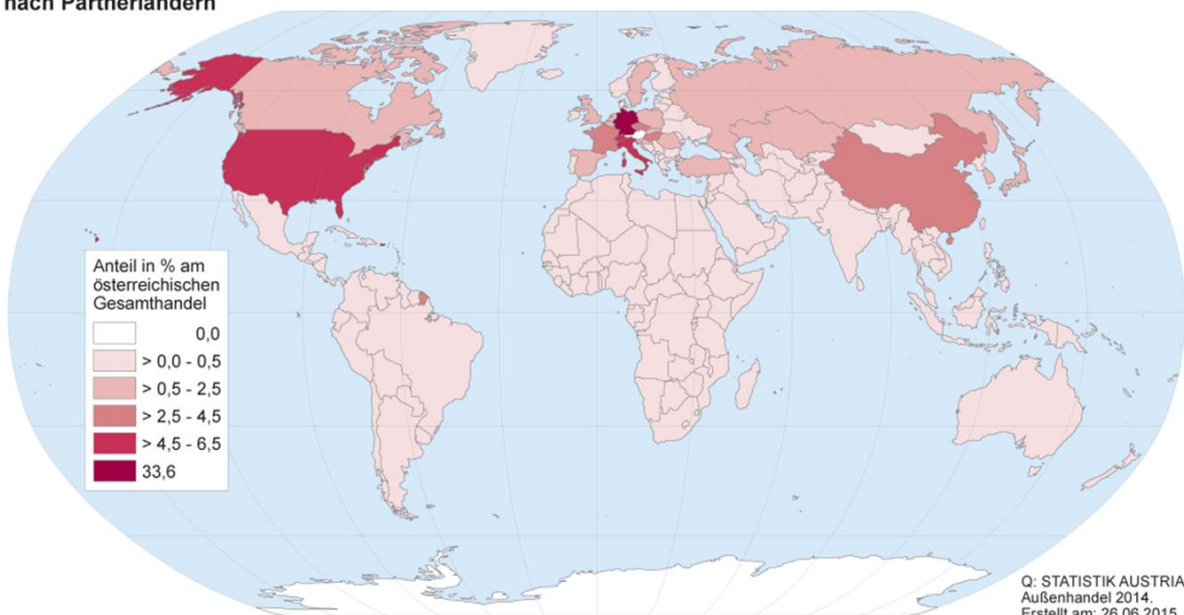 nach Partnerländern
Anteil in % am
österreichischen
Gesamthandel
0,0
> 0,0 - 0,5
> 0,5 - 2,5
> 2,5 - 4,5
> 4,5 - 6,5
33,6
Q: STATISTIK AUSTRIA
Außenhandel 2014.
Erstellt am: 26.06.2015